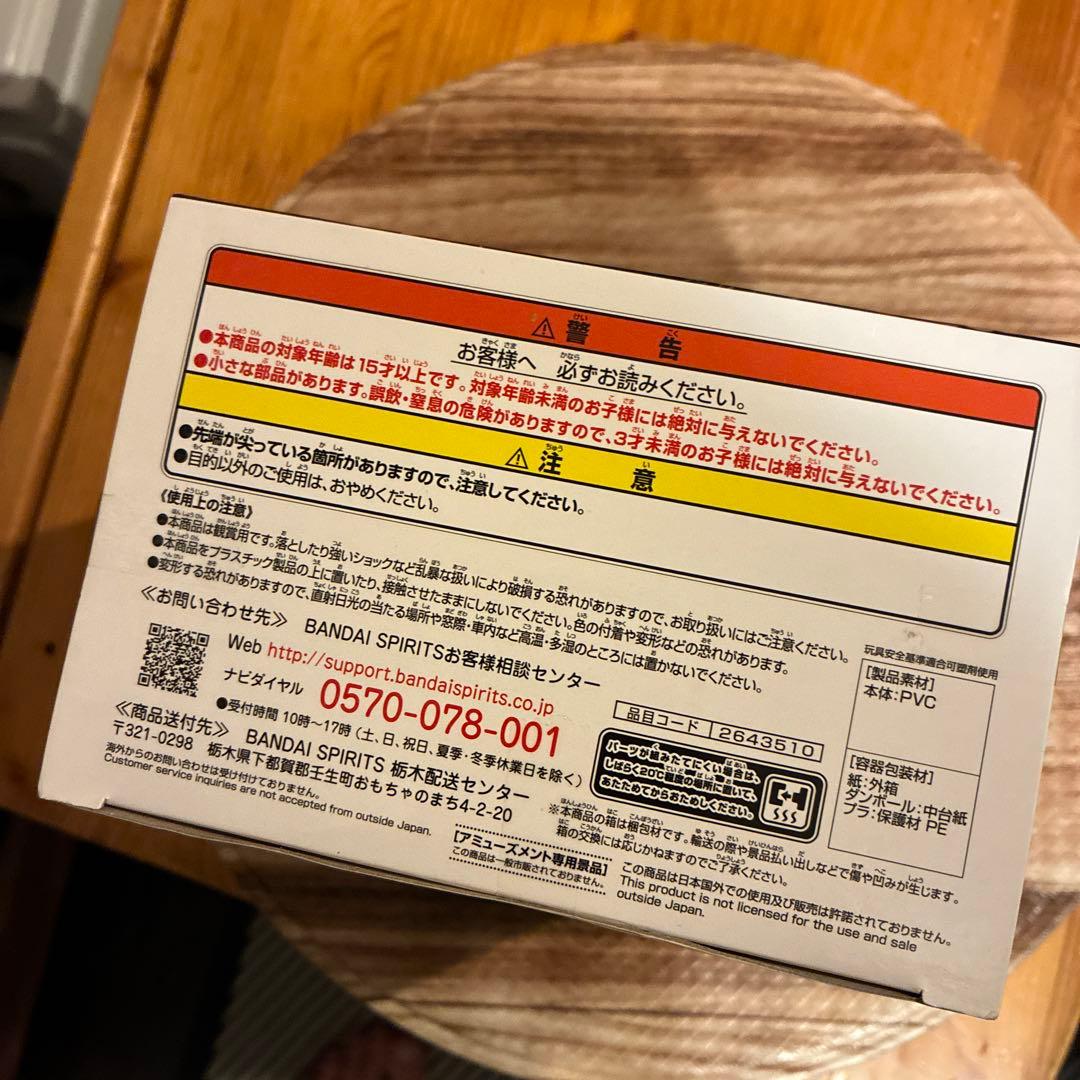 ⚠警告
お客様へ 必ずお読みください。
●本商品の対象年齢は15才以上です。対象年齢未満のお子様には絶対に与えないでください。
●小さな部品があります。誤飲・窒息の危険がありますので、3才未満のお子様には絶対に与えないでください。
⚠注意
●先端が尖っている箇所がありますので、注意してください。
●目的以外のご使用は、おやめください。
《使用上の注意》
●本商品は観賞用です。落としたり強いショックなど乱暴な扱いにより破損する恐れがありますので、お取り扱いにはご注意ください。
●本商品をプラスチック製品の上に置いたり、接触させたままにしないでください。色の付着や変形などの恐れがあります。
●変形する恐れがありますので、直射日光の当たる場所や窓際・車内など高温・多湿のところには置かないでください。
《お問い合わせ先》 BANDAI SPIRITSお客様相談センター
Web http://support.bandaispirits.co.jp
ナビダイヤル 0570-078-001
●受付時間 10時〜17時(土、日、祝日、夏季・冬季休業日を除く)
《商品送付先》 BANDAI SPIRITS 栃木配送センター
〒321-0298 栃木県下都賀郡壬生町おもちゃのまち4-2-20
海外からのお問い合わせは受け付けておりません。
Customer service inquiries are not accepted from outside Japan.
品目コード 2643510
パーツが組みたてにくい場合は、
しばらく20℃程度の場所に置いて、
あたためてからおためしください。
※本商品の箱は梱包材です。輸送の際や景品払い出しなどで傷や凹みが生じます。
箱の交換には応じかねますのでご了承ください。
[アミューズメント専用景品]
この商品は一般市販されておりません。
この商品は日本国外での使用及び販売は許諾されておりません。
This product is not licensed for the use and sale
outside Japan.
玩具安全基準適合可塑剤使用
[製品素材]
本体:PVC
[容器包装材]
紙:外箱
ダンボール:中台紙
プラ:保護材 PE